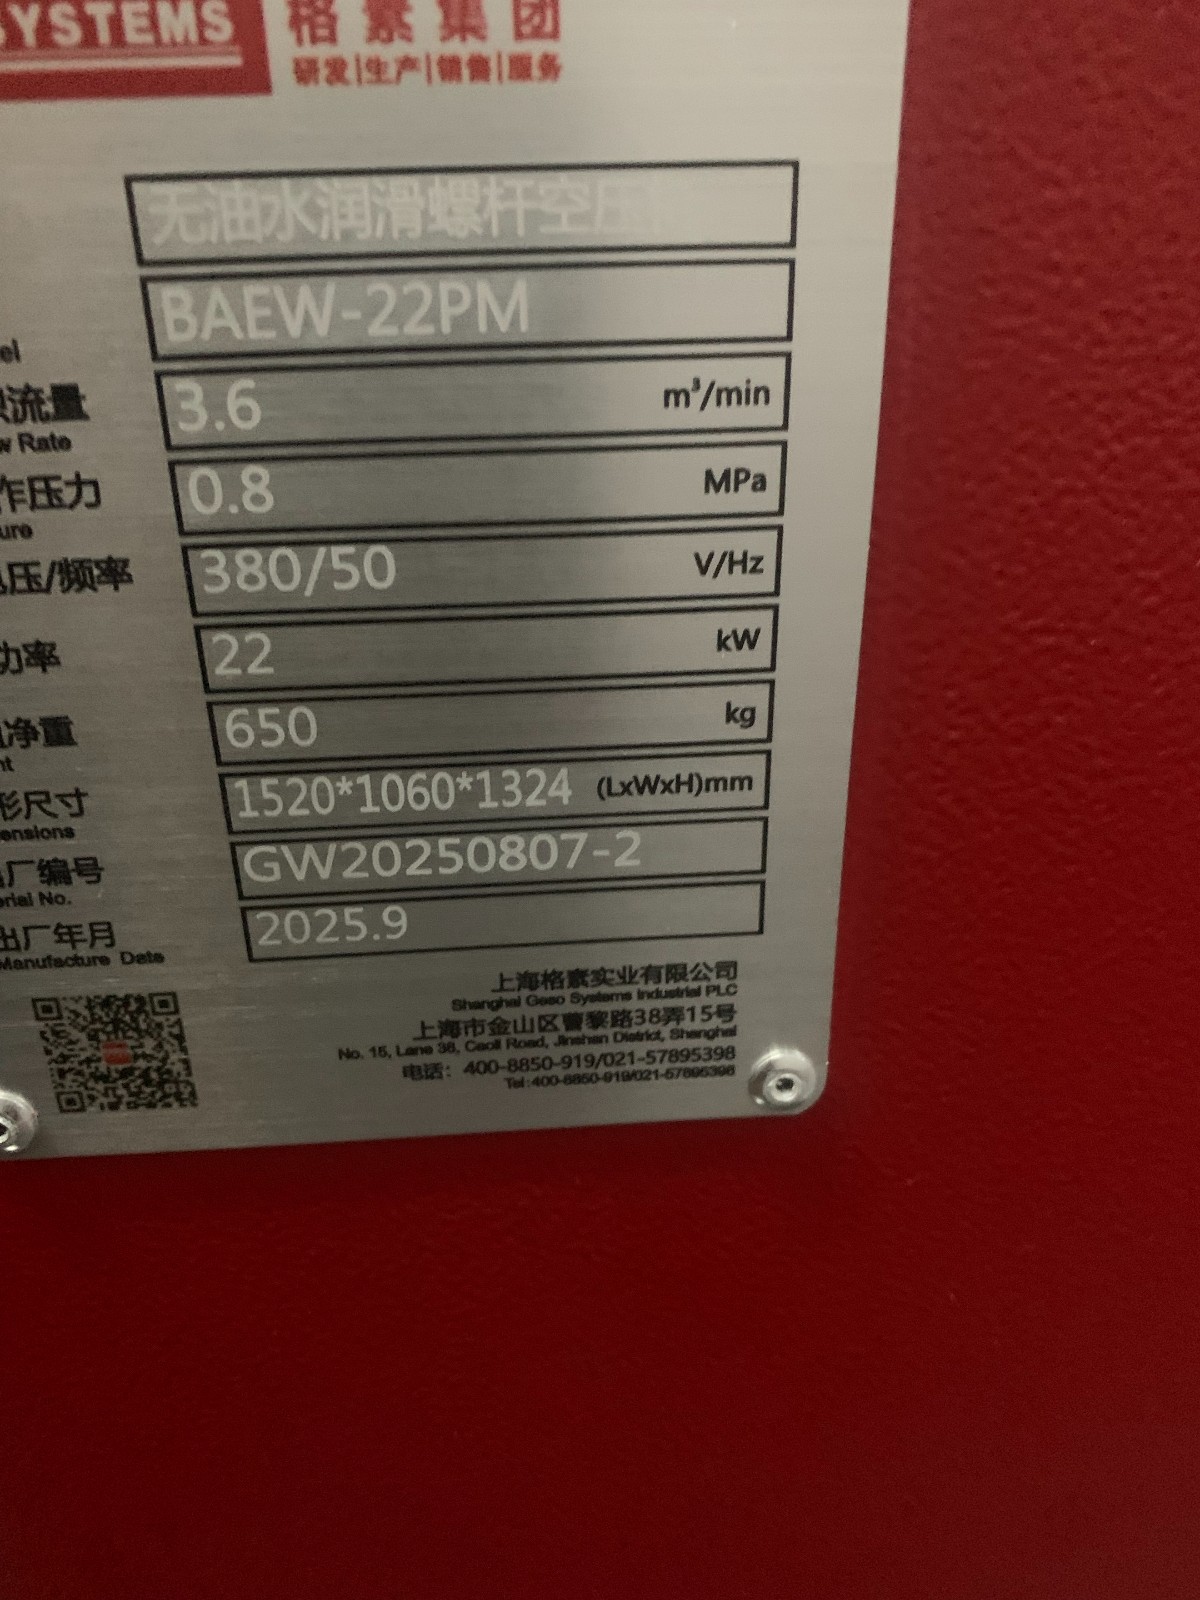 SYSTEMS 格素集团
研发|生产|销售|服务
无油水润滑螺杆空压
el BAEW-22PM
流量 3.6 m³/min
w Rate
作压力 0.8 MPa
ure
压/频率 380/50 V/Hz
功率 22 kW
净重 650 kg
nt
形尺寸 1520*1060*1324 (LxWxH)mm
ensions
厂编号 GW20250807-2
erial No.
出厂年月 2025.9
Manufacture Date
上海格素实业有限公司
Shanghai Geso Systems Industrial PLC
上海市金山区曹黎路38弄15号
No. 15, Lane 38, Caoli Road, Jinshan District, Shanghai
电话：400-8850-919/021-57895398
Tel:400-8850-919/021-57895398